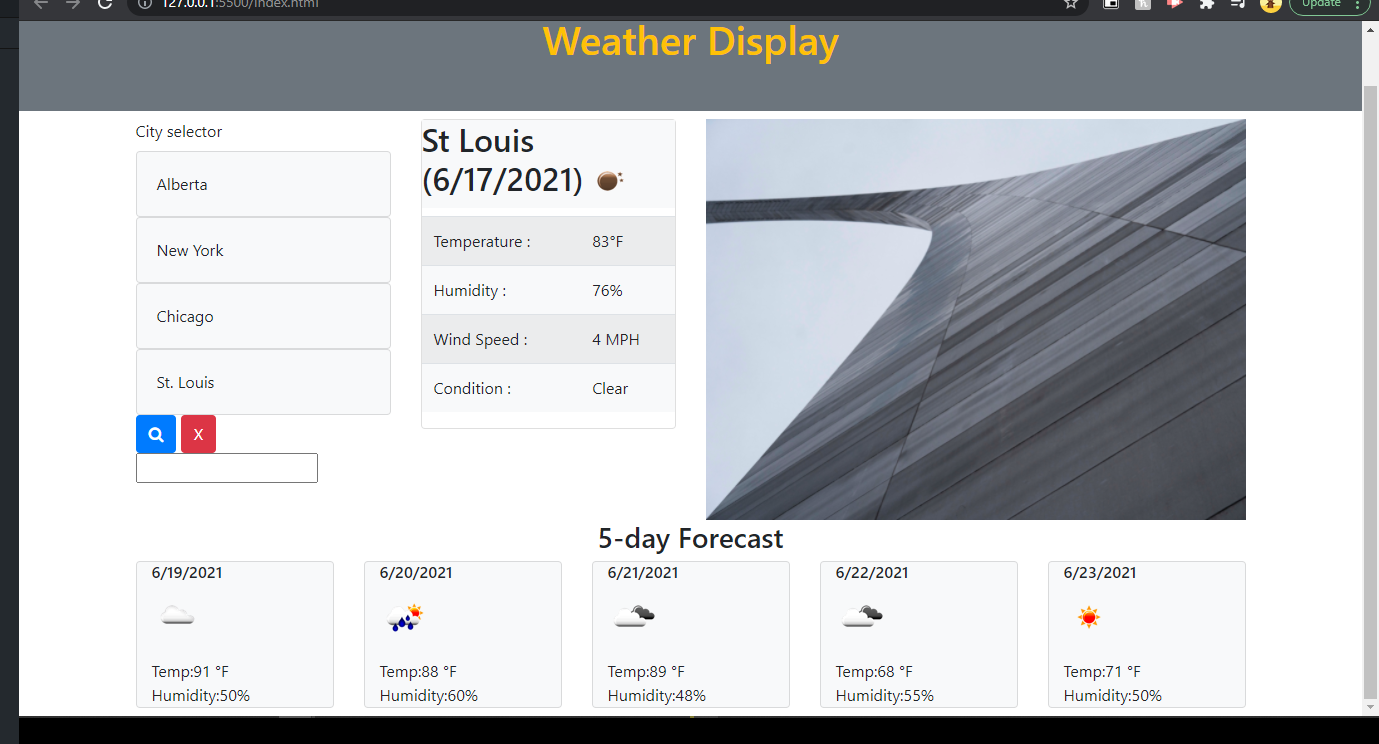 127.0.0.1:5500/index.html
Update
Weather Display
City selector
Alberta
New York
Chicago
St. Louis
X
St Louis
(6/17/2021)
Temperature : 83°F
Humidity : 76%
Wind Speed : 4 MPH
Condition : Clear
5-day Forecast
6/19/2021
Temp:91 °F
Humidity:50%
6/20/2021
Temp:88 °F
Humidity:60%
6/21/2021
Temp:89 °F
Humidity:48%
6/22/2021
Temp:68 °F
Humidity:55%
6/23/2021
Temp:71 °F
Humidity:50%